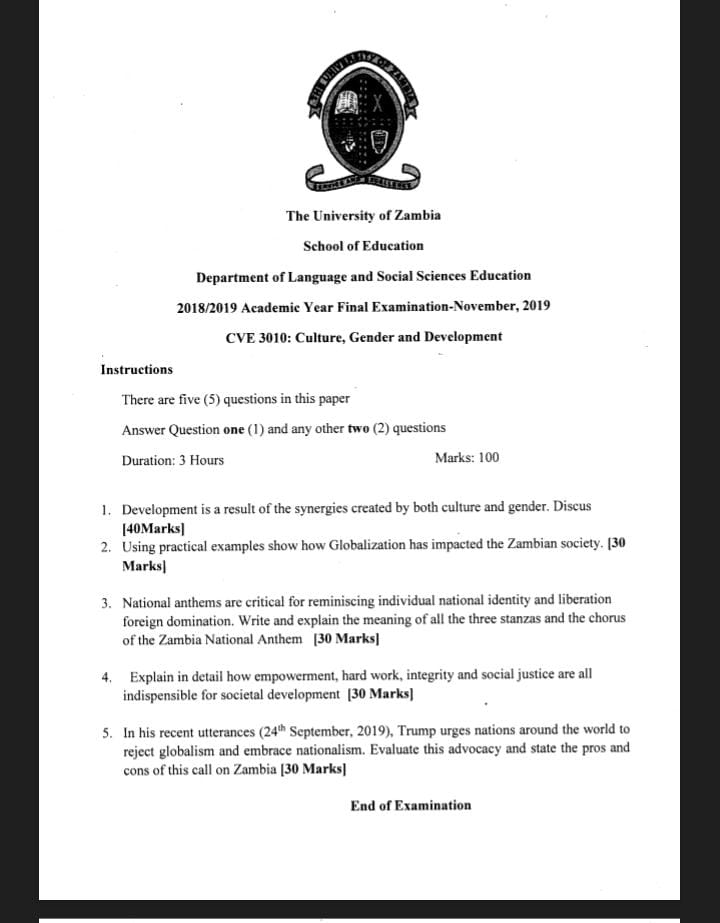 THE UNIVERSITY OF ZAMBIA
SERVICE AND EXCELLENCE
The University of Zambia
School of Education
Department of Language and Social Sciences Education
2018/2019 Academic Year Final Examination-November, 2019
CVE 3010: Culture, Gender and Development
Instructions
There are five (5) questions in this paper
Answer Question one (1) and any other two (2) questions
Duration: 3 Hours Marks: 100
1. Development is a result of the synergies created by both culture and gender. Discus
[40Marks]
2. Using practical examples show how Globalization has impacted the Zambian society. [30
Marks]
3. National anthems are critical for reminiscing individual national identity and liberation
foreign domination. Write and explain the meaning of all the three stanzas and the chorus
of the Zambia National Anthem [30 Marks]
4. Explain in detail how empowerment, hard work, integrity and social justice are all
indispensible for societal development [30 Marks]
5. In his recent utterances (24th September, 2019), Trump urges nations around the world to
reject globalism and embrace nationalism. Evaluate this advocacy and state the pros and
cons of this call on Zambia [30 Marks]
End of Examination